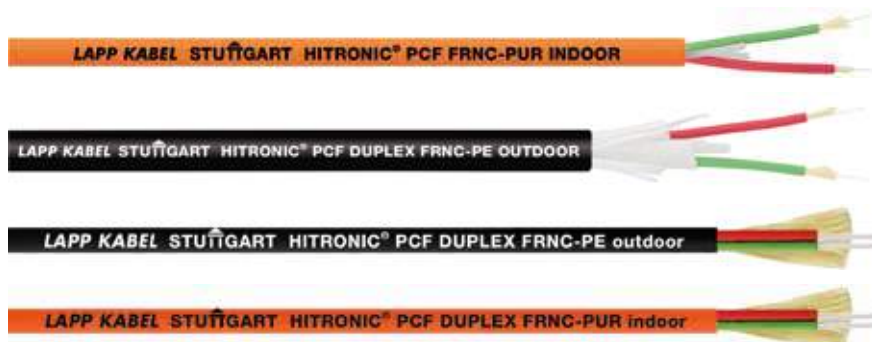 LAPP KABEL STUTTGART HITRONIC® PCF FRNC-PUR INDOOR
LAPP KABEL STUTTGART HITRONIC® PCF DUPLEX FRNC-PE OUTDOOR
LAPP KABEL STUTTGART HITRONIC® PCF DUPLEX FRNC-PE outdoor
LAPP KABEL STUTTGART HITRONIC® PCF DUPLEX FRNC-PUR indoor